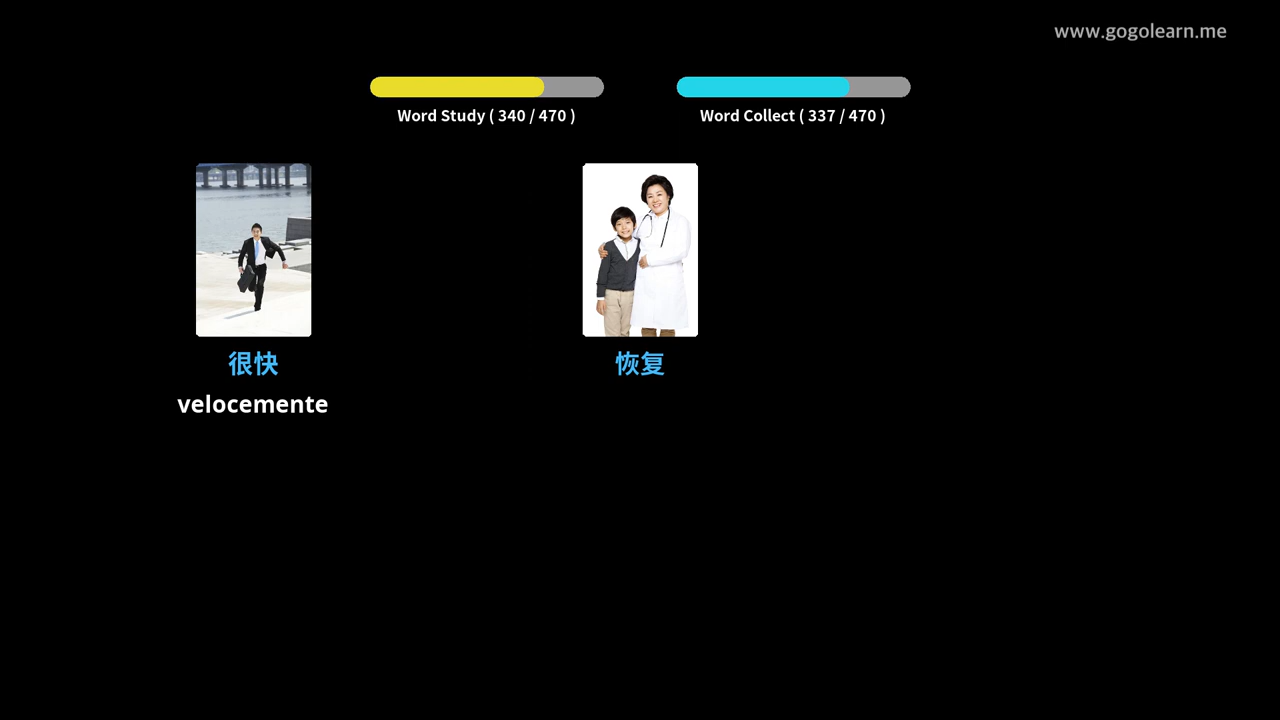 www.gogolearn.me
Word Study ( 340 / 470 )
Word Collect ( 337 / 470 )
很快
恢复
velocemente